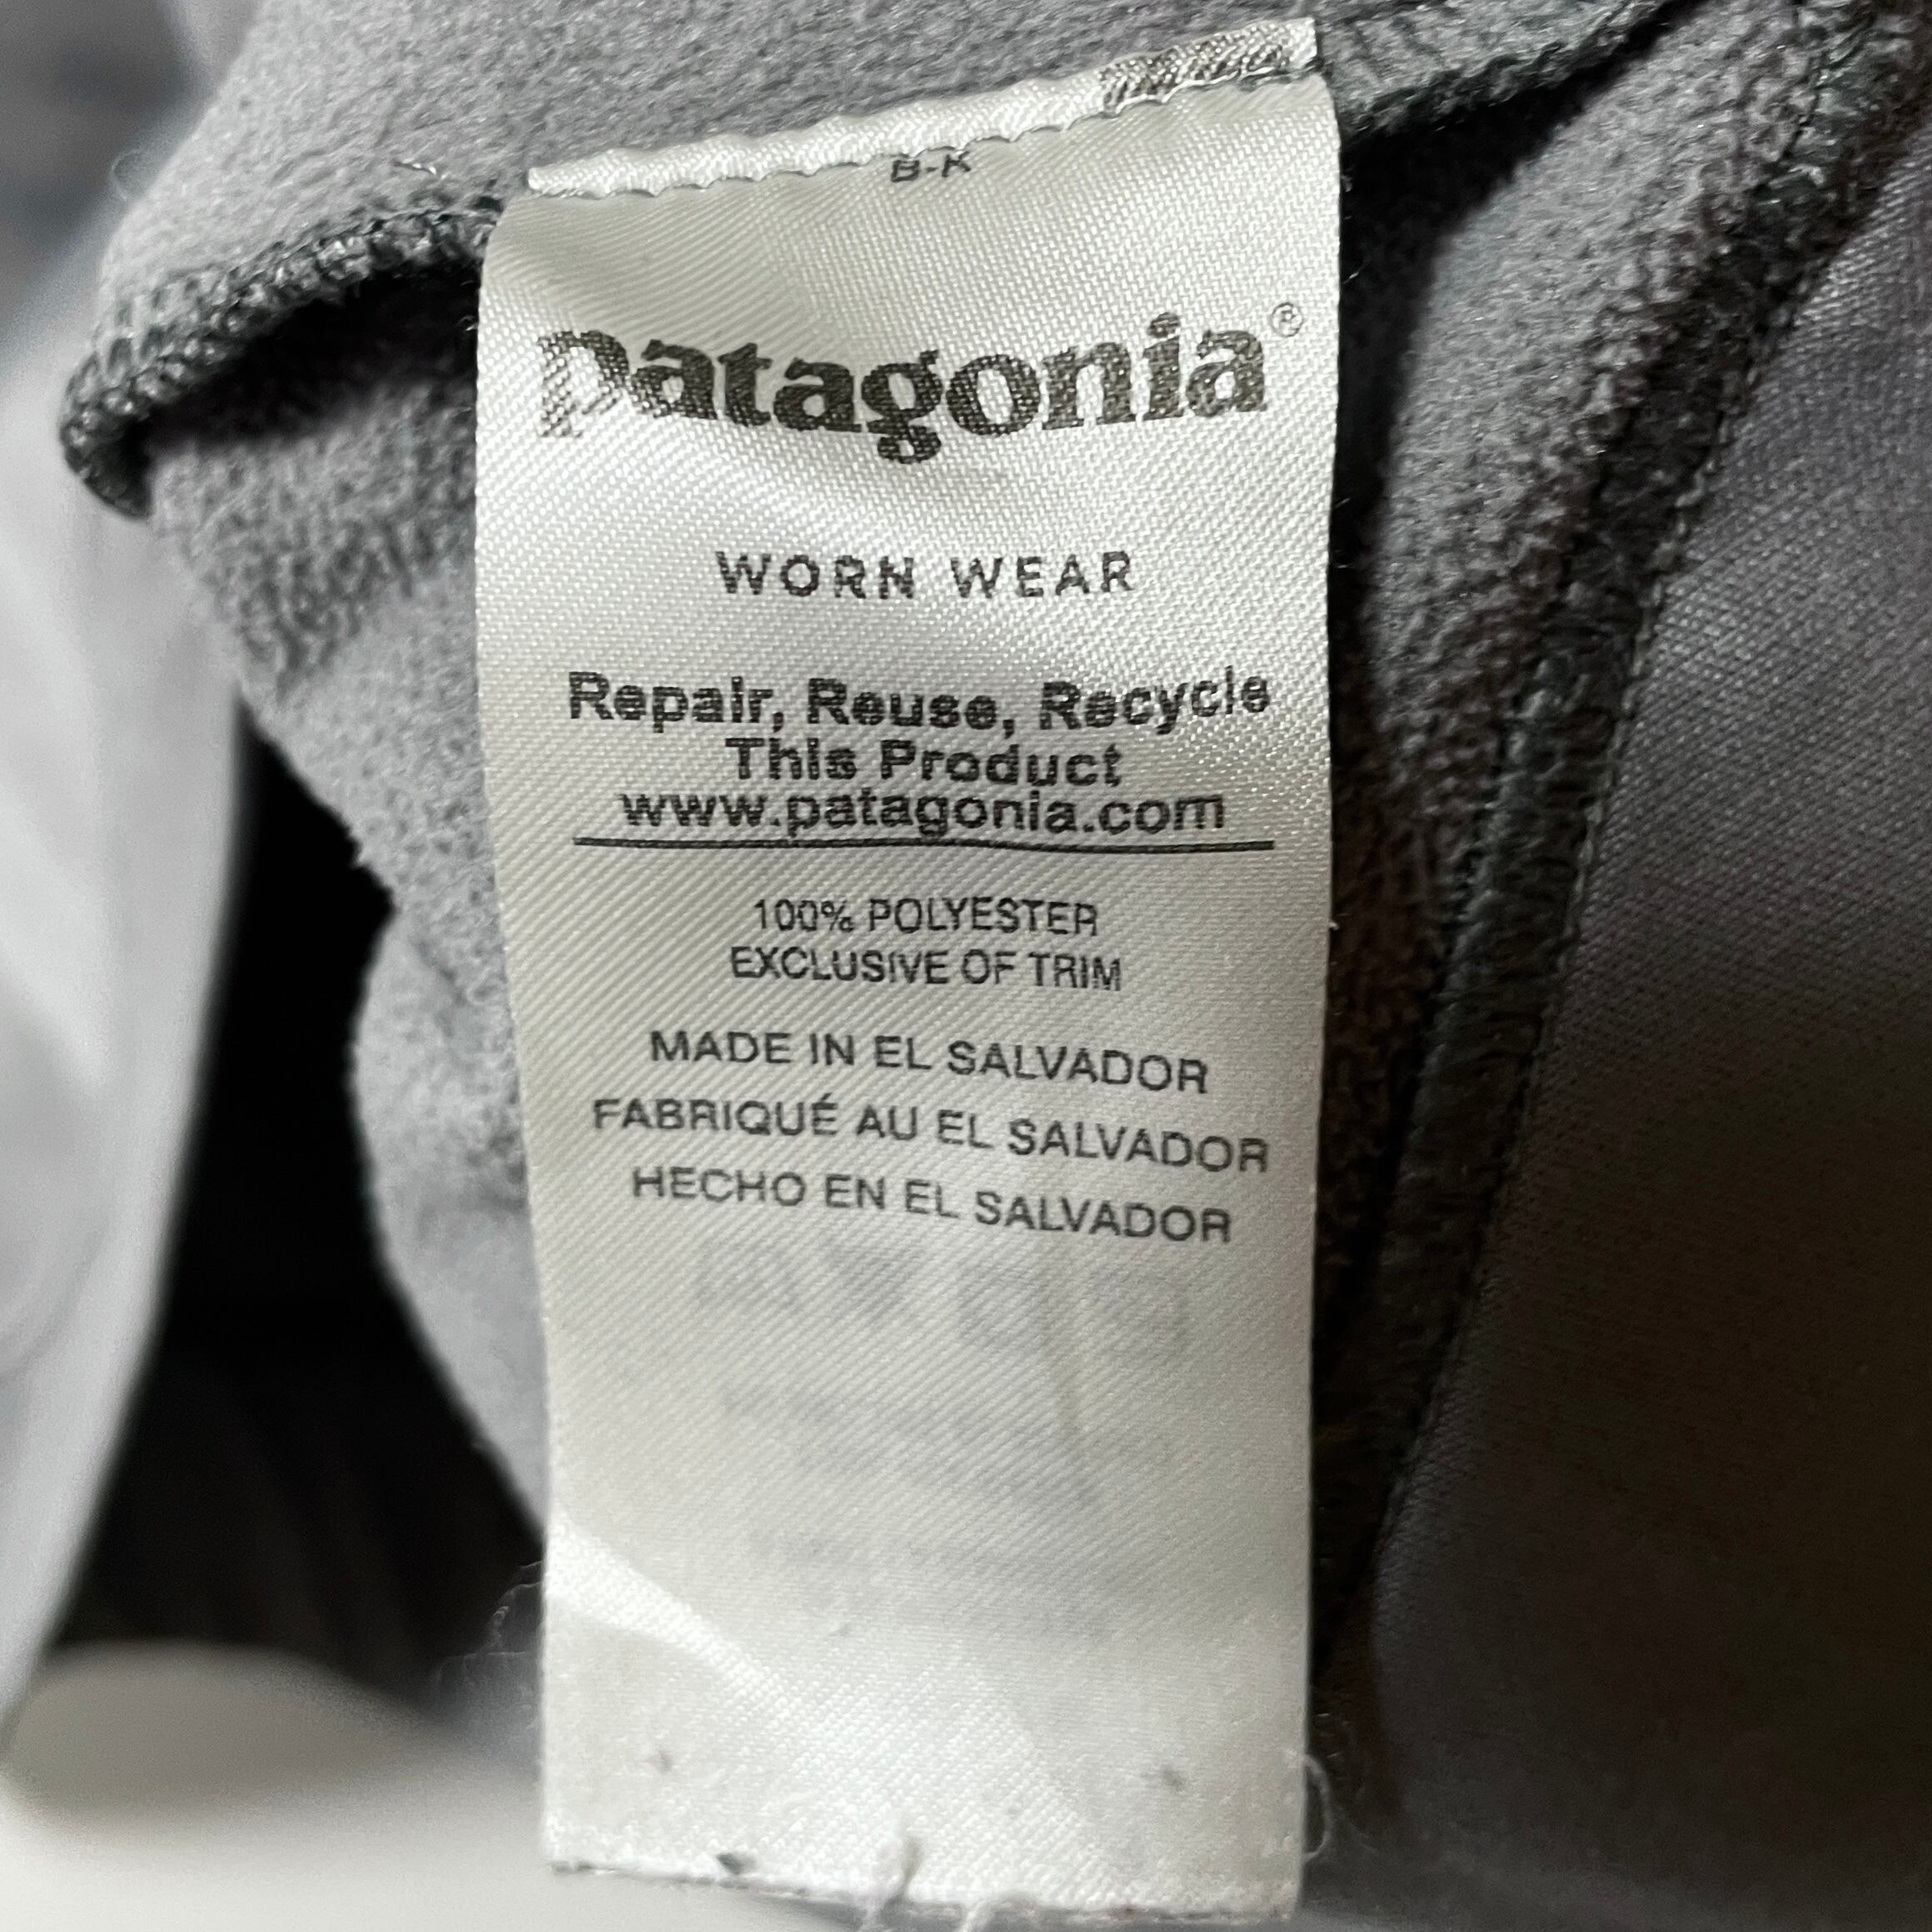 B-K
patagonia®
WORN WEAR
Repair, Reuse, Recycle
This Product
www.patagonia.com
100% POLYESTER
EXCLUSIVE OF TRIM
MADE IN EL SALVADOR
FABRIQUÉ AU EL SALVADOR
HECHO EN EL SALVADOR